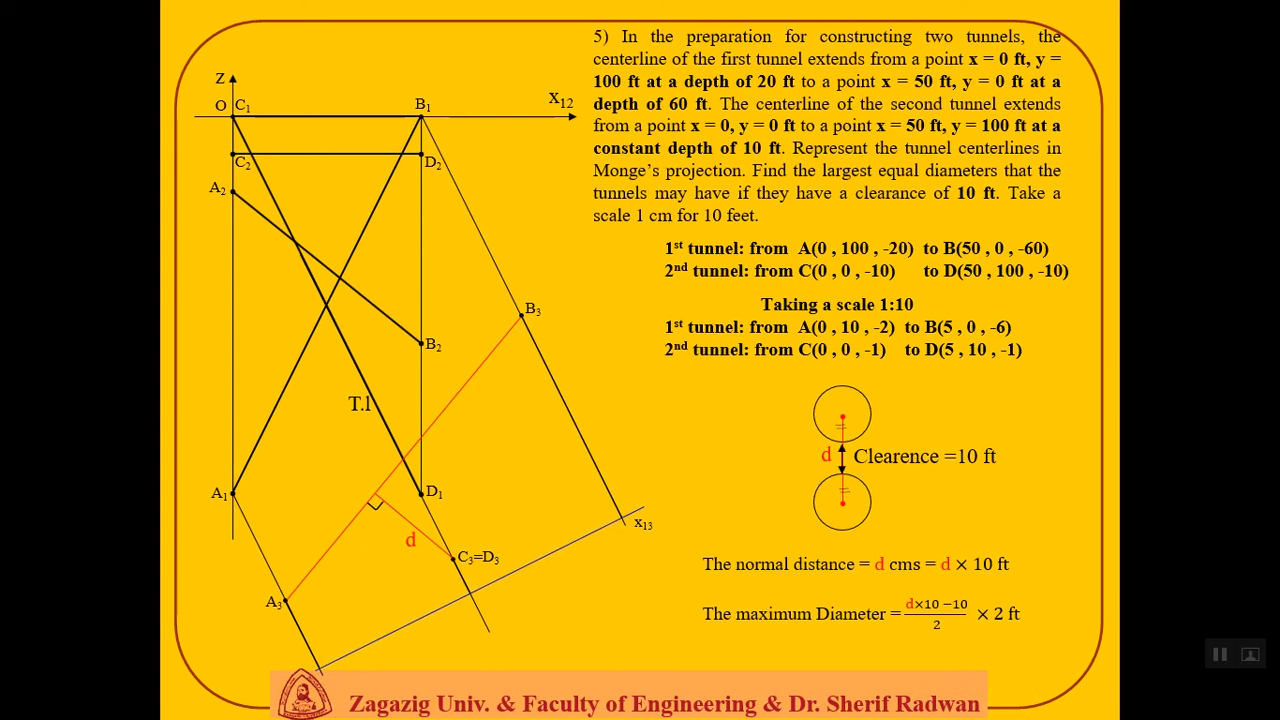 5) In the preparation for constructing two tunnels, the
centerline of the first tunnel extends from a point x = 0 ft, y =
100 ft at a depth of 20 ft to a point x = 50 ft, y = 0 ft at a
depth of 60 ft. The centerline of the second tunnel extends
from a point x = 0, y = 0 ft to a point x = 50 ft, y = 100 ft at a
constant depth of 10 ft. Represent the tunnel centerlines in
Monge's projection. Find the largest equal diameters that the
tunnels may have if they have a clearance of 10 ft. Take a
scale 1 cm for 10 feet.
1st tunnel: from A(0 , 100 , -20) to B(50 , 0 , -60)
2nd tunnel: from C(0 , 0 , -10) to D(50 , 100 , -10)
Taking a scale 1:10
1st tunnel: from A(0 , 10 , -2) to B(5 , 0 , -6)
2nd tunnel: from C(0 , 0 , -1) to D(5 , 10 , -1)
d Clearence =10 ft
The normal distance = d cms = d × 10 ft
The maximum Diameter = d×10 −10 / 2 × 2 ft
Z
O C1 B1 X12
C2 D2
A2
B3
B2
T.l
A1 D1
x13
d
C3=D3
A3
Zagazig Univ. & Faculty of Engineering & Dr. Sherif Radwan